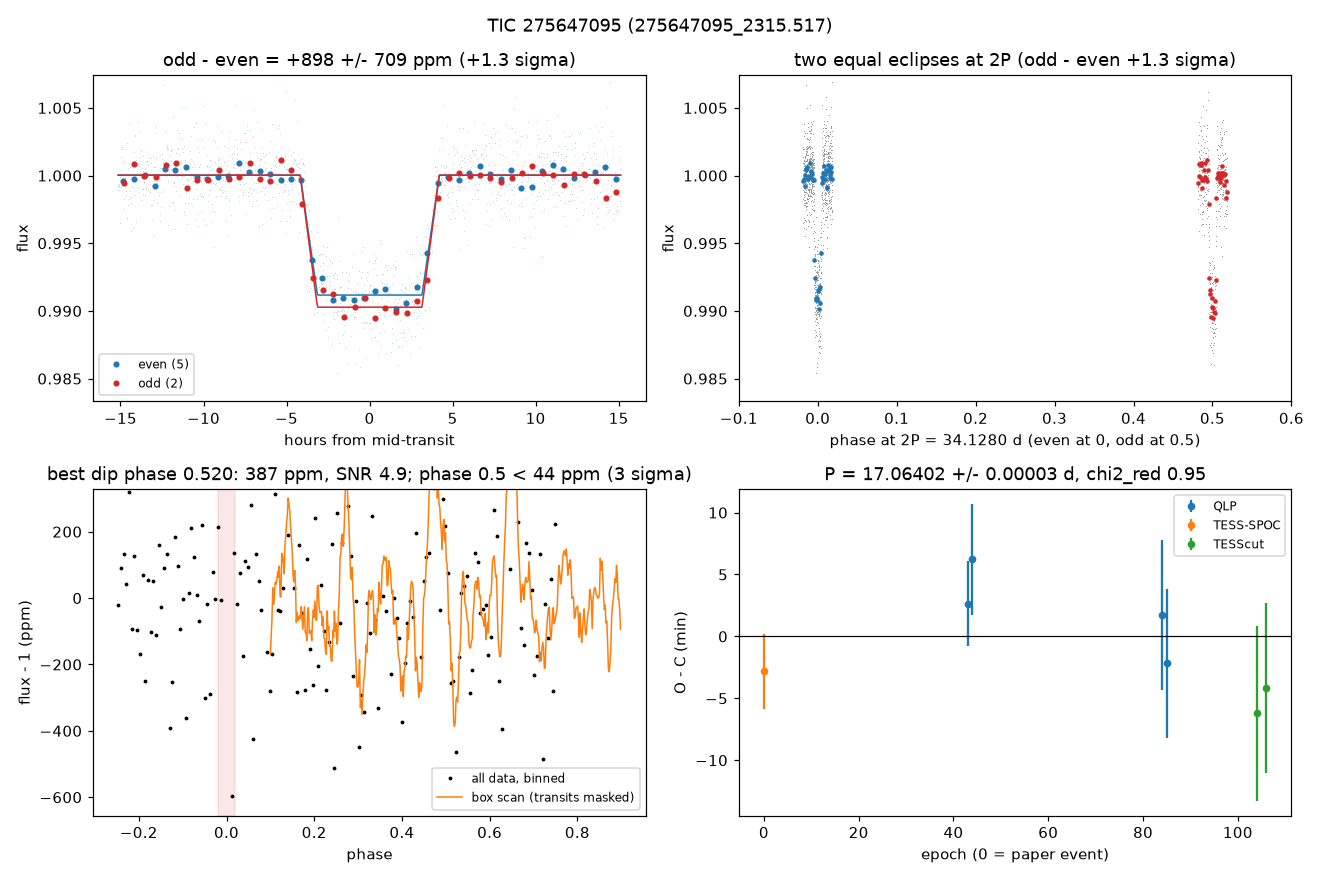 TIC 275647095 (275647095_2315.517)
odd - even = +898 +/- 709 ppm (+1.3 sigma)
1.005
1.000
0.995
0.990
0.985
flux
even (5)
odd (2)
−15
−10
−5
0
5
10
15
hours from mid-transit
two equal eclipses at 2P (odd - even +1.3 sigma)
1.005
1.000
0.995
0.990
0.985
flux
−0.1
0.0
0.1
0.2
0.3
0.4
0.5
0.6
phase at 2P = 34.1280 d (even at 0, odd at 0.5)
best dip phase 0.520: 387 ppm, SNR 4.9; phase 0.5 < 44 ppm (3 sigma)
200
0
−200
−400
−600
flux - 1 (ppm)
all data, binned
box scan (transits masked)
−0.2
0.0
0.2
0.4
0.6
0.8
phase
P = 17.06402 +/- 0.00003 d, chi2_red 0.95
10
5
0
−5
−10
O - C (min)
QLP
TESS-SPOC
TESScut
0
20
40
60
80
100
epoch (0 = paper event)